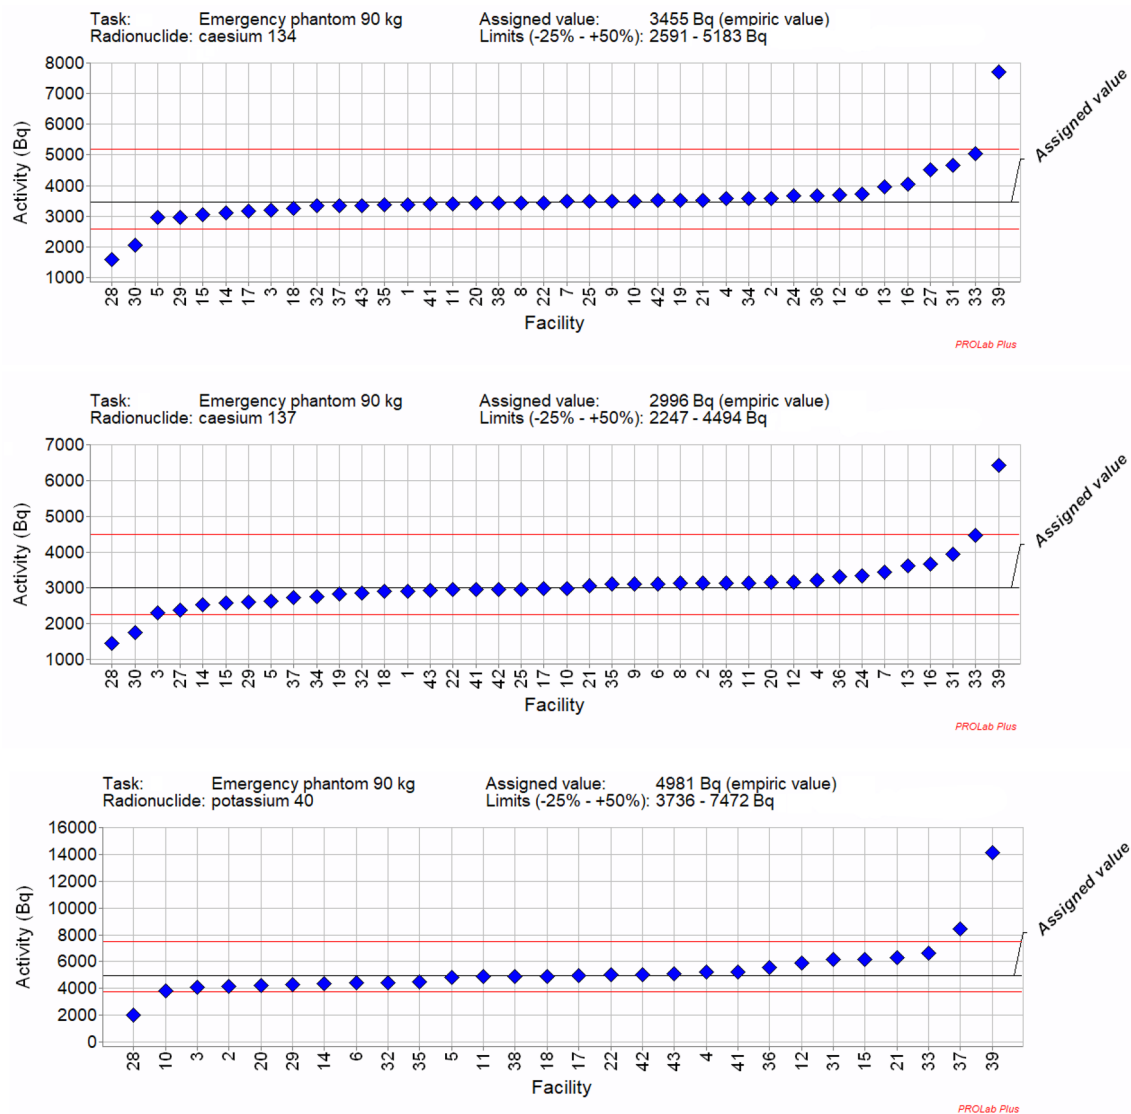 Task: Emergency phantom 90 kg Assigned value: 3455 Bq (empiric value)
Radionuclide: caesium 134 Limits (-25% - +50%): 2591 - 5183 Bq
8000
7000
6000
5000
4000
3000
2000
1000
Activity (Bq)
Assigned value
28 30 5 29 15 14 17 3 18 32 37 43 35 1 41 11 20 38 8 22 7 25 9 10 42 19 21 4 34 2 24 36 12 6 13 16 27 31 33 39
Facility
PROLab Plus
Task: Emergency phantom 90 kg Assigned value: 2996 Bq (empiric value)
Radionuclide: caesium 137 Limits (-25% - +50%): 2247 - 4494 Bq
7000
6000
5000
4000
3000
2000
1000
Activity (Bq)
Assigned value
28 30 3 27 14 15 29 5 37 34 19 32 18 1 43 22 41 42 25 17 10 21 35 9 6 8 2 38 11 20 12 4 36 24 7 13 16 31 33 39
Facility
PROLab Plus
Task: Emergency phantom 90 kg Assigned value: 4981 Bq (empiric value)
Radionuclide: potassium 40 Limits (-25% - +50%): 3736 - 7472 Bq
16000
14000
12000
10000
8000
6000
4000
2000
0
Activity (Bq)
Assigned value
28 10 3 2 20 29 14 6 32 35 5 11 38 18 17 22 42 43 4 41 36 12 31 15 21 33 37 39
Facility
PROLab Plus